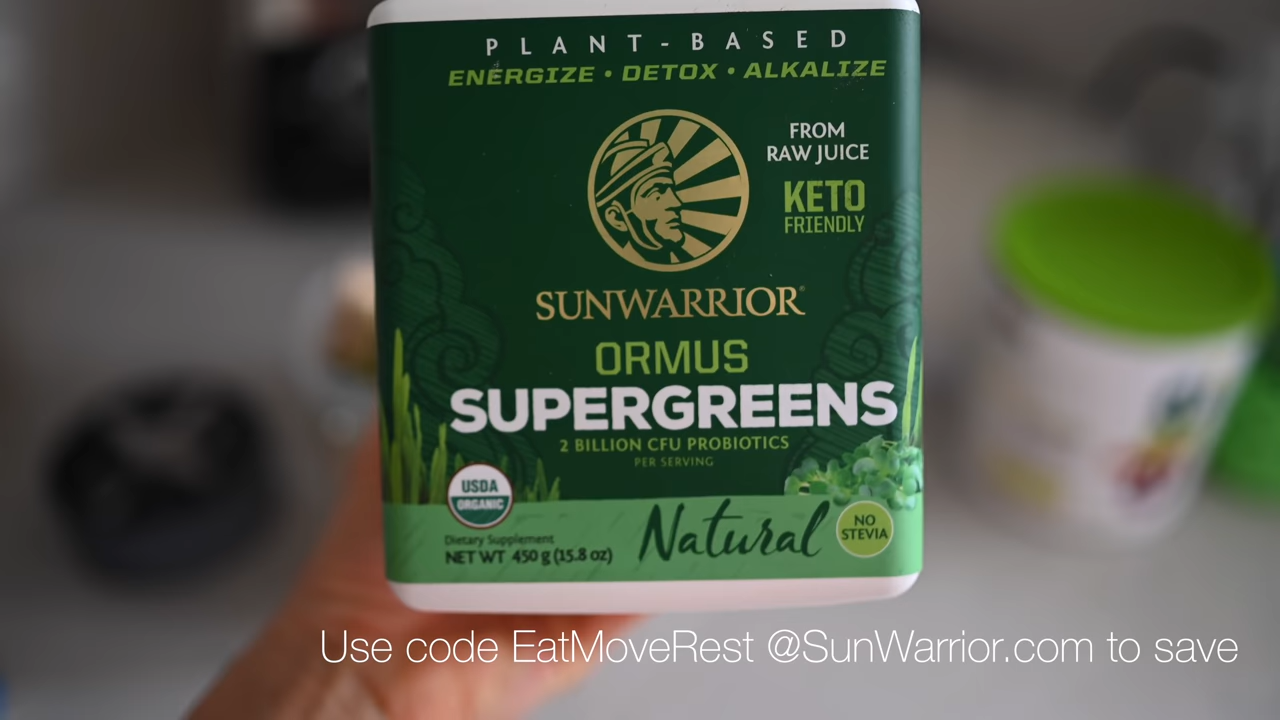 PLANT-BASED
ENERGIZE • DETOX • ALKALIZE
FROM
RAW JUICE
KETO
FRIENDLY
SUNWARRIOR®
ORMUS
SUPERGREENS
2 BILLION CFU PROBIOTICS
PER SERVING
USDA
ORGANIC
Natural
NO
STEVIA
Dietary Supplement
NET WT 450 g (15.8 oz)
Use code EatMoveRest @SunWarrior.com to save